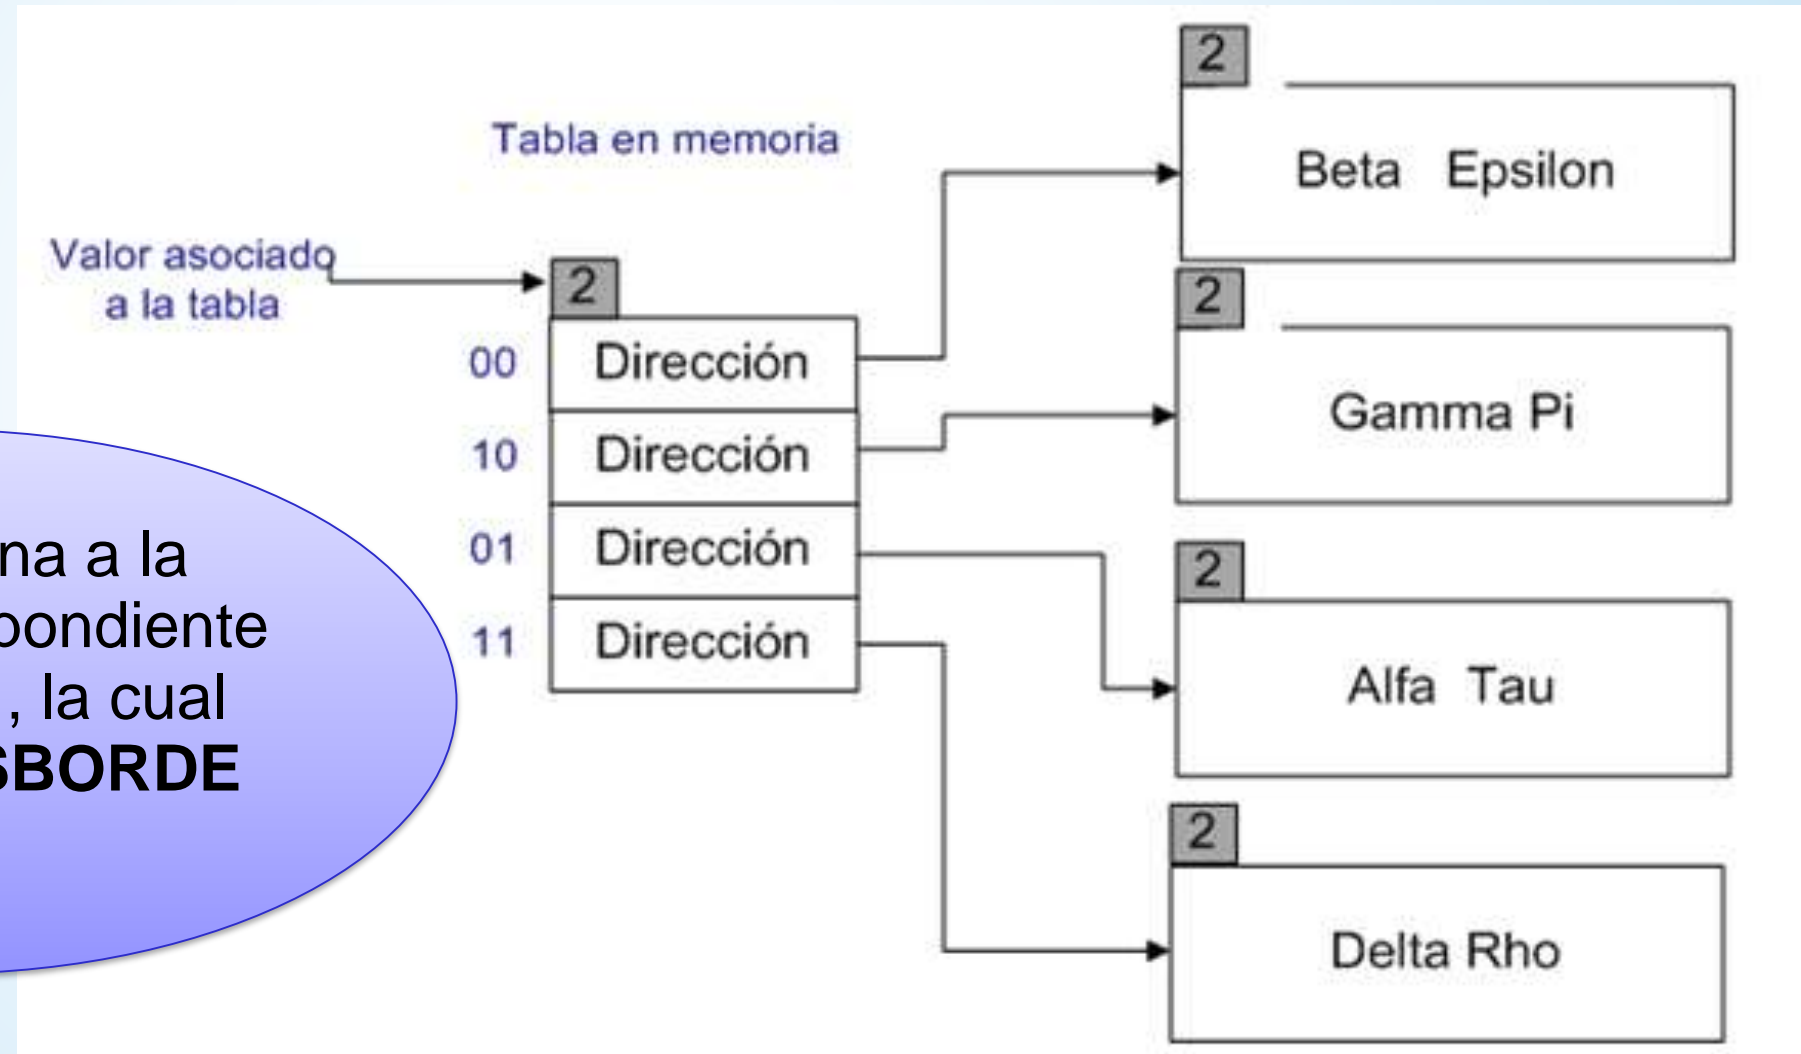 2
Beta Epsilon
Tabla en memoria
Valor asociado
a la tabla
2
00 Dirección
10 Dirección
01 Dirección
11 Dirección
2
Gamma Pi
2
Alfa Tau
2
Delta Rho
na a la
pondiente
, la cual
SBORDE